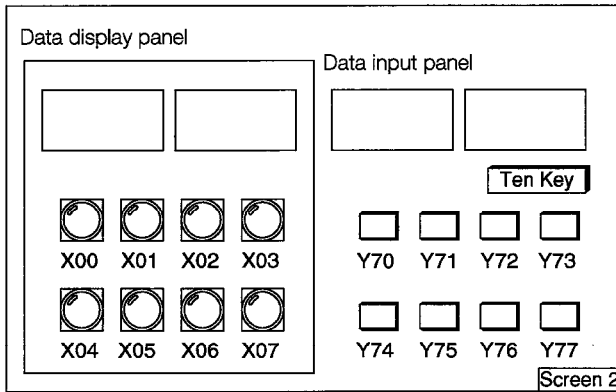 Data display panel
Data input panel
Ten Key
X00 X01 X02 X03
Y70 Y71 Y72 Y73
X04 X05 X06 X07
Y74 Y75 Y76 Y77
Screen 2